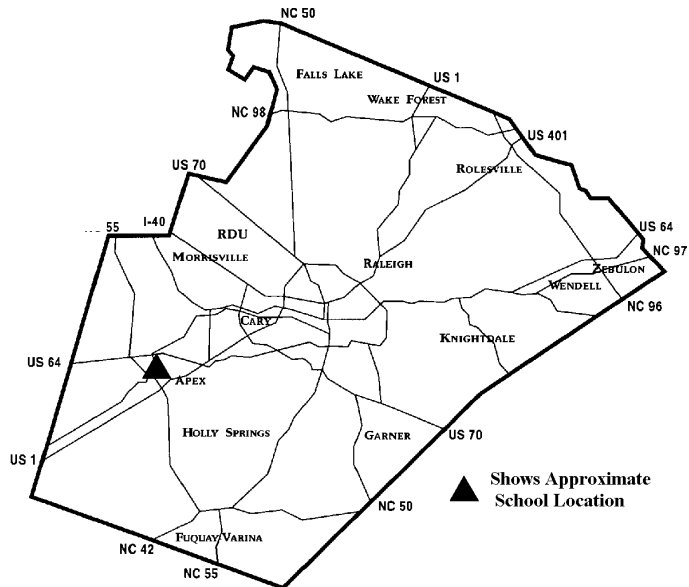 NC 50
FALLS LAKE
US 1
WAKE FOREST
NC 98
US 401
US 70
ROLESVILLE
55
I-40
RDU
US 64
MORRISVILLE
NC 97
RALEIGH
ZEBULON
WENDELL
NC 96
CARY
KNIGHTDALE
US 64
APEX
HOLLY SPRINGS
GARNER
US 70
US 1
Shows Approximate
School Location
NC 50
FUQUAY VARINA
NC 42
NC 55